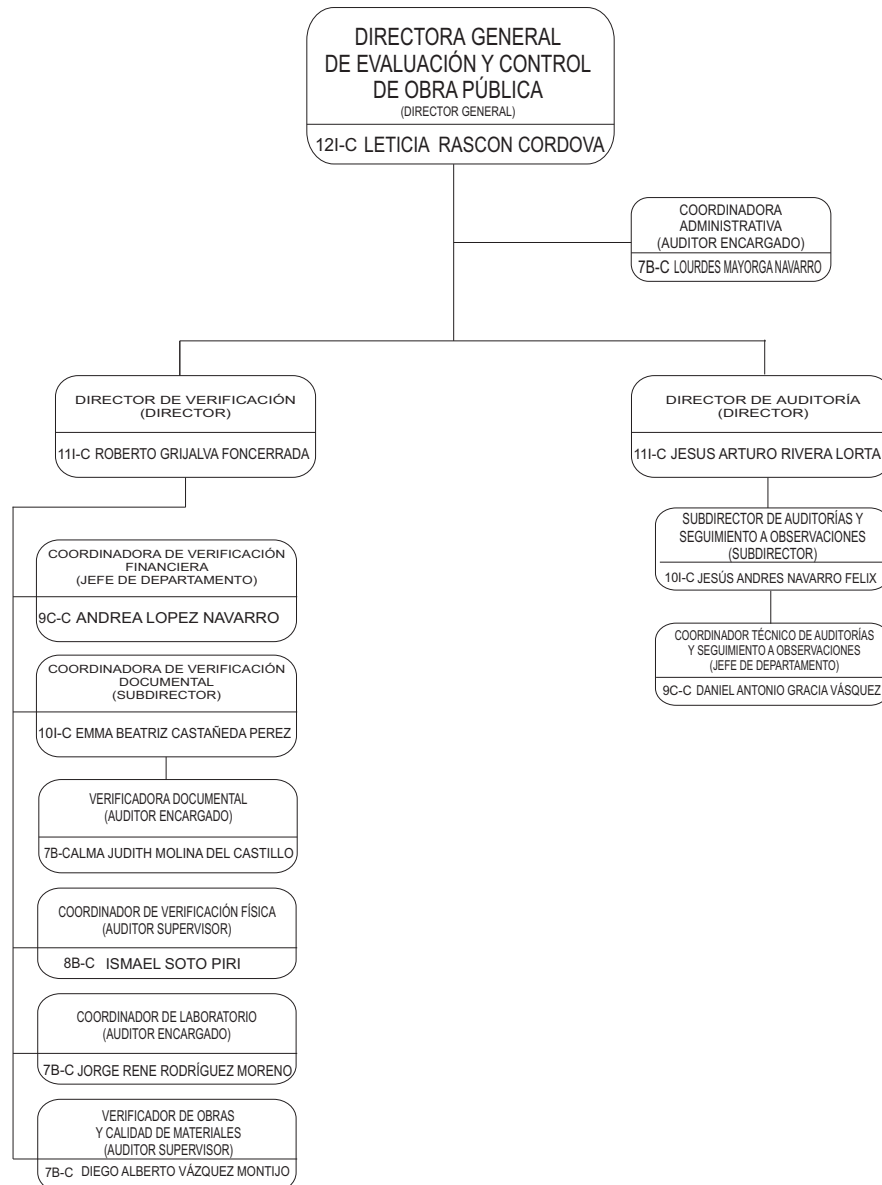 DIRECTORA GENERAL
DE EVALUACIÓN Y CONTROL
DE OBRA PÚBLICA
(DIRECTOR GENERAL)
12I-C LETICIA RASCON CORDOVA
COORDINADORA
ADMINISTRATIVA
(AUDITOR ENCARGADO)
7B-C LOURDES MAYORGA NAVARRO
DIRECTOR DE VERIFICACIÓN
(DIRECTOR)
11I-C ROBERTO GRIJALVA FONCERRADA
COORDINADORA DE VERIFICACIÓN
FINANCIERA
(JEFE DE DEPARTAMENTO)
9C-C ANDREA LOPEZ NAVARRO
COORDINADORA DE VERIFICACIÓN
DOCUMENTAL
(SUBDIRECTOR)
10I-C EMMA BEATRIZ CASTAÑEDA PEREZ
VERIFICADORA DOCUMENTAL
(AUDITOR ENCARGADO)
7B-CALMA JUDITH MOLINA DEL CASTILLO
COORDINADOR DE VERIFICACIÓN FÍSICA
(AUDITOR SUPERVISOR)
8B-C ISMAEL SOTO PIRI
COORDINADOR DE LABORATORIO
(AUDITOR ENCARGADO)
7B-C JORGE RENE RODRÍGUEZ MORENO
VERIFICADOR DE OBRAS
Y CALIDAD DE MATERIALES
(AUDITOR SUPERVISOR)
7B-C DIEGO ALBERTO VÁZQUEZ MONTIJO
DIRECTOR DE AUDITORÍA
(DIRECTOR)
11I-C JESUS ARTURO RIVERA LORTA
SUBDIRECTOR DE AUDITORÍAS Y
SEGUIMIENTO A OBSERVACIONES
(SUBDIRECTOR)
10I-C JESÚS ANDRES NAVARRO FELIX
COORDINADOR TÉCNICO DE AUDITORÍAS
Y SEGUIMIENTO A OBSERVACIONES
(JEFE DE DEPARTAMENTO)
9C-C DANIEL ANTONIO GRACIA VÁSQUEZ